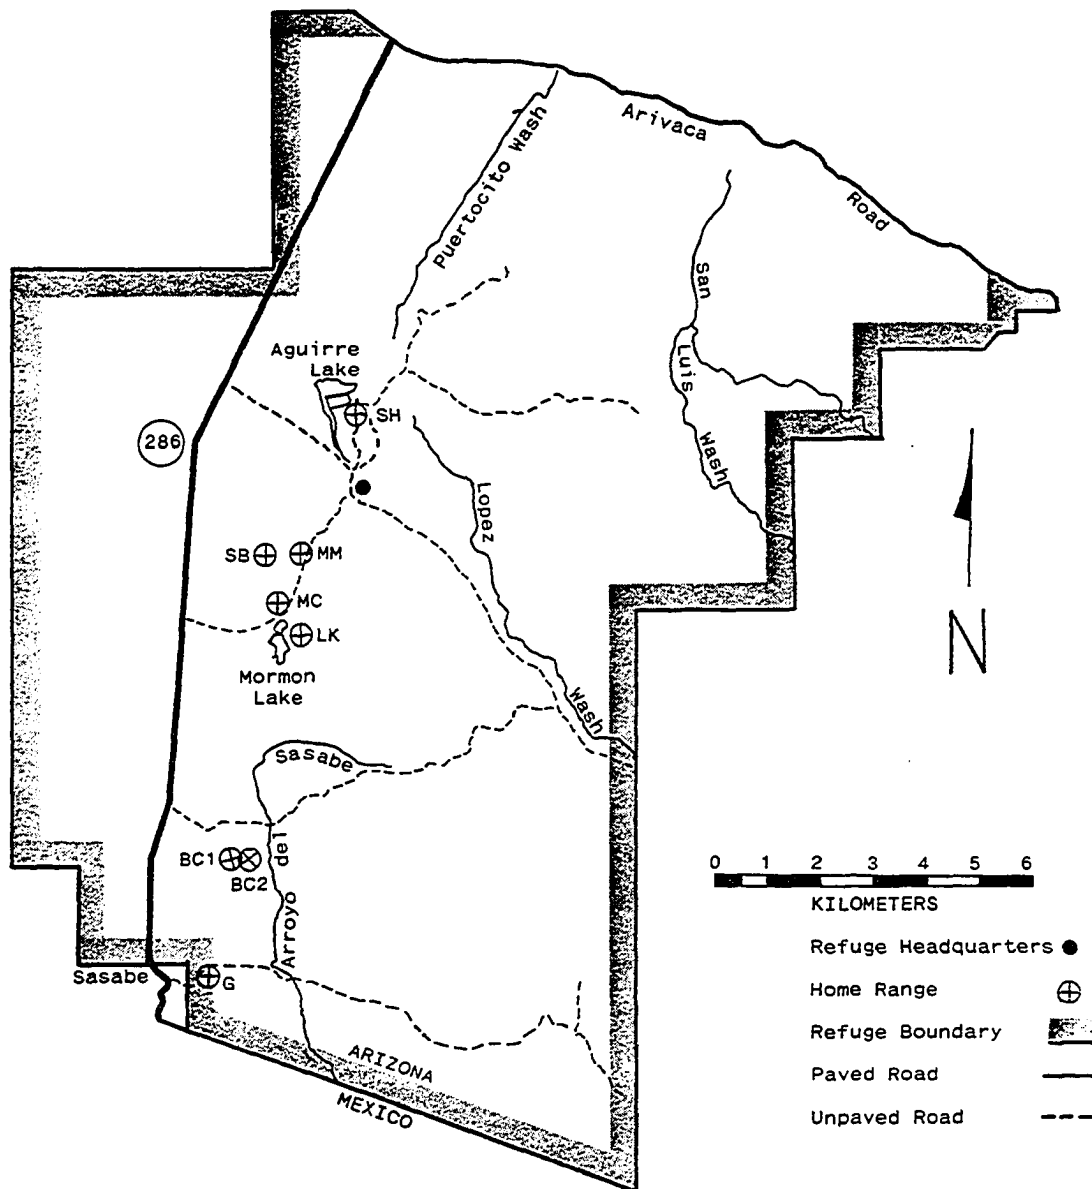 Arivaca
Road
Puertocito Wash
San
Luis
Wash
Aguirre
Lake
SH
286
Lopez
Wash
SB
MM
MC
LK
Mormon
Lake
Sasabe
del
Arroyo
BC1
BC2
Sasabe
G
ARIZONA
MEXICO
N
0 1 2 3 4 5 6
KILOMETERS
Refuge Headquarters
Home Range
Refuge Boundary
Paved Road
Unpaved Road